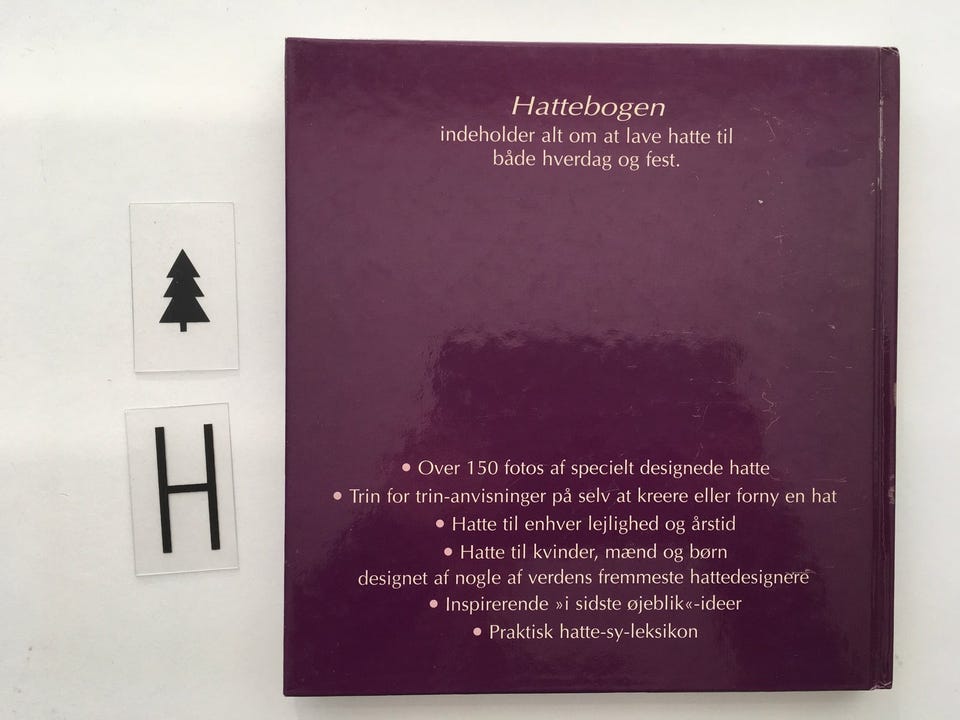 Hattebogen
indeholder alt om at lave hatte til
både hverdag og fest.
• Over 150 fotos af specielt designede hatte
• Trin for trin-anvisninger på selv at kreere eller forny en hat
• Hatte til enhver lejlighed og årstid
• Hatte til kvinder, mænd og børn
designet af nogle af verdens fremmeste hattedesignere
• Inspirerende »i sidste øjeblik«-ideer
• Praktisk hatte-sy-leksikon
H